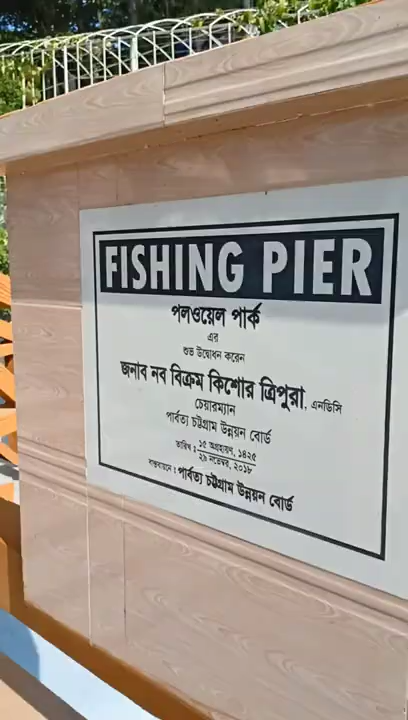 FISHING PIER
পলওয়েল পার্ক
এর
শুভ উদ্বোধন করেন
জনাব নব বিক্রম কিশোর ত্রিপুরা, এনডিসি
চেয়ারম্যান
পার্বত্য চট্টগ্রাম উন্নয়ন বোর্ড
তারিখ : ১৫ অগ্রহায়ণ, ১৪২৫
২৯ নভেম্বর, ২০১৮
বাস্তবায়নে : পার্বত্য চট্টগ্রাম উন্নয়ন বোর্ড